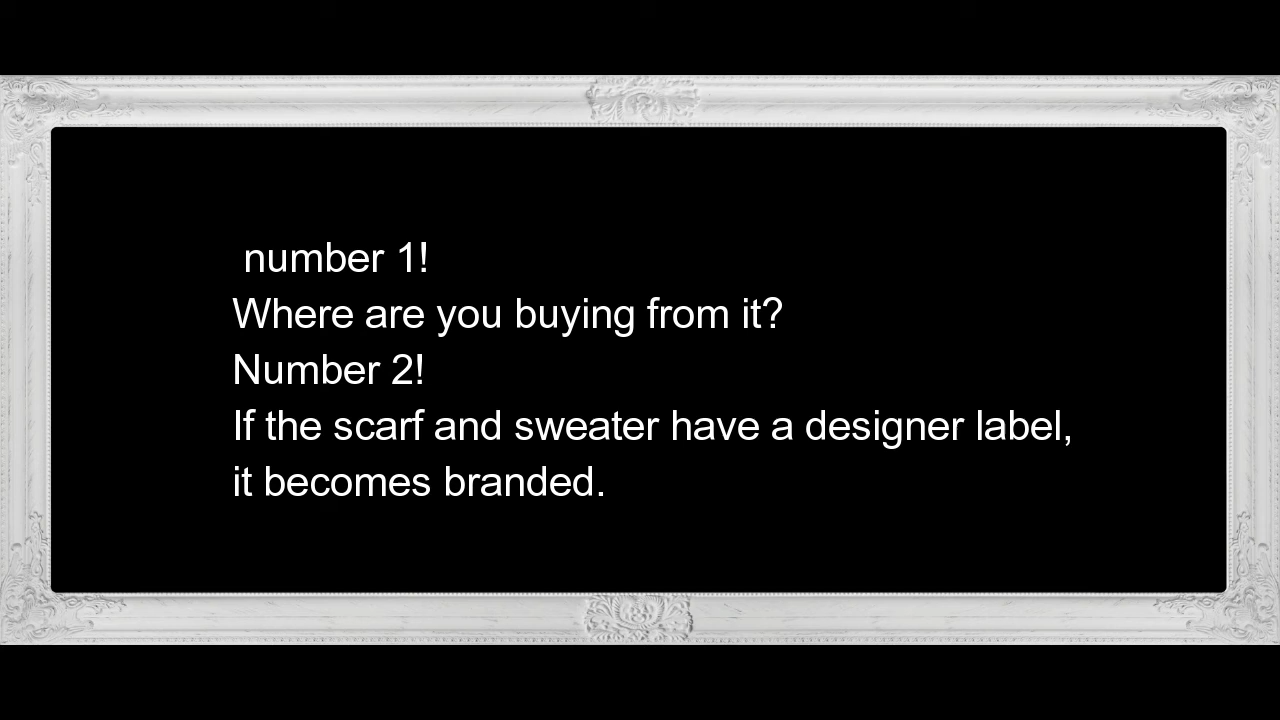 number 1!
Where are you buying from it?
Number 2!
If the scarf and sweater have a designer label,
it becomes branded.